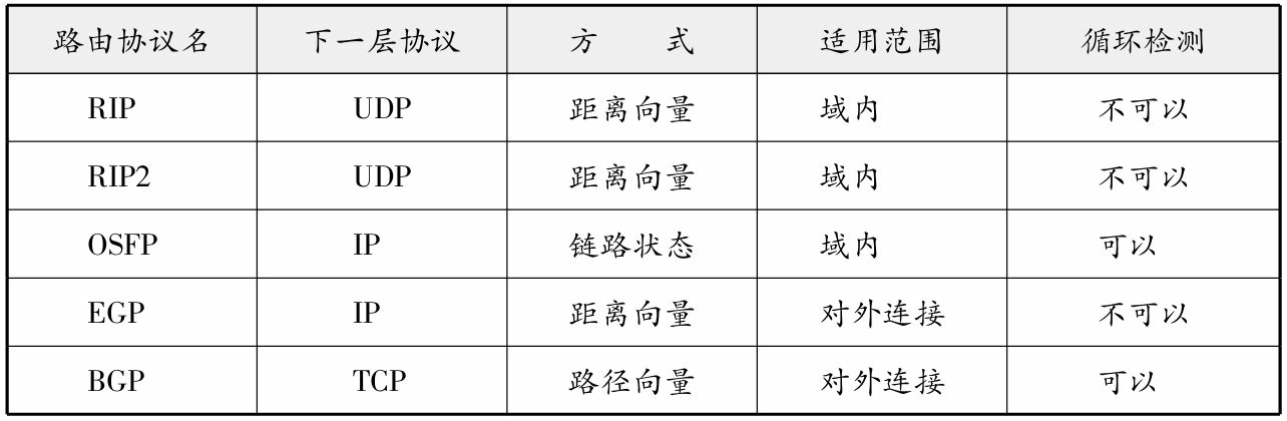 路由协议名 下一层协议 方 式 适用范围 循环检测
RIP UDP 距离向量 域内 不可以
RIP2 UDP 距离向量 域内 不可以
OSFP IP 链路状态 域内 可以
EGP IP 距离向量 对外连接 不可以
BGP TCP 路径向量 对外连接 可以